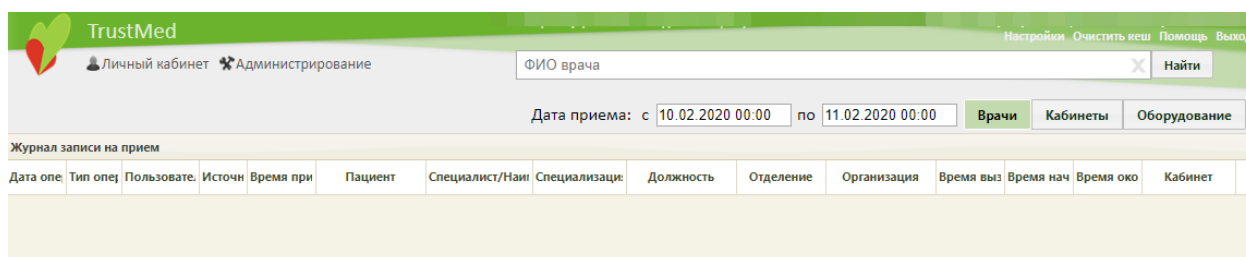 TrustMed
Настройки Очистить кеш Помощь Выхо
Личный кабинет Администрирование
ФИО врача X Найти
Дата приема: с 10.02.2020 00:00 по 11.02.2020 00:00 Врачи Кабинеты Оборудование
Журнал записи на прием
Дата опе Тип опер Пользовате. Источн Время при Пациент Специалист/Наи Специализаци Должность Отделение Организация Время выз Время нач Время око Кабинет